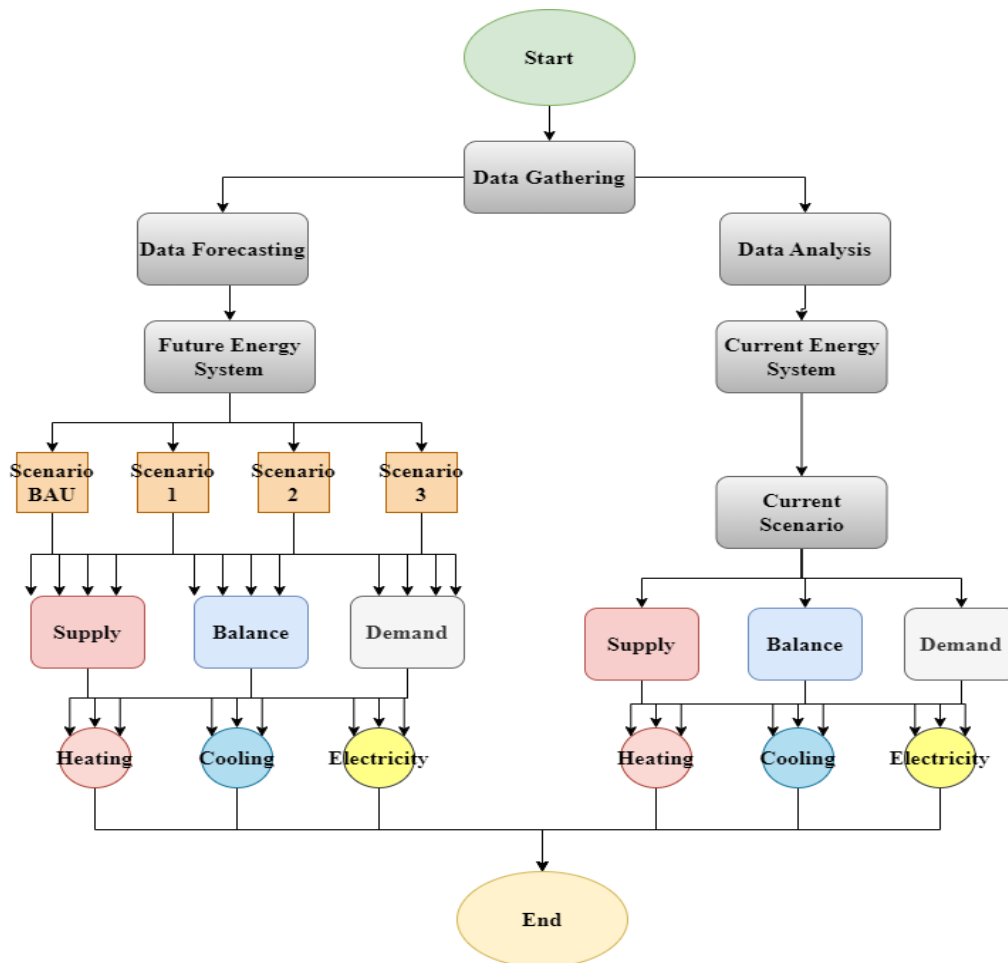 Start
Data Gathering
Data Forecasting
Data Analysis
Future Energy
System
Current Energy
System
Scenario
BAU
Scenario
1
Scenario
2
Scenario
3
Current
Scenario
Supply
Balance
Demand
Supply
Balance
Demand
Heating
Cooling
Electricity
Heating
Cooling
Electricity
End